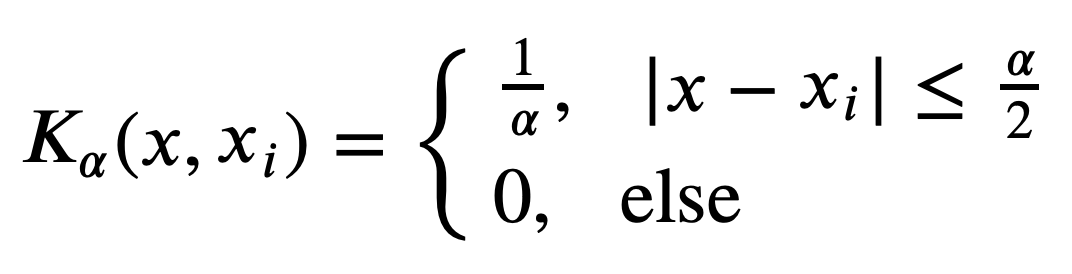 K_α(x, x_i) = { 1/α, |x − x_i| ≤ α/2
0, else